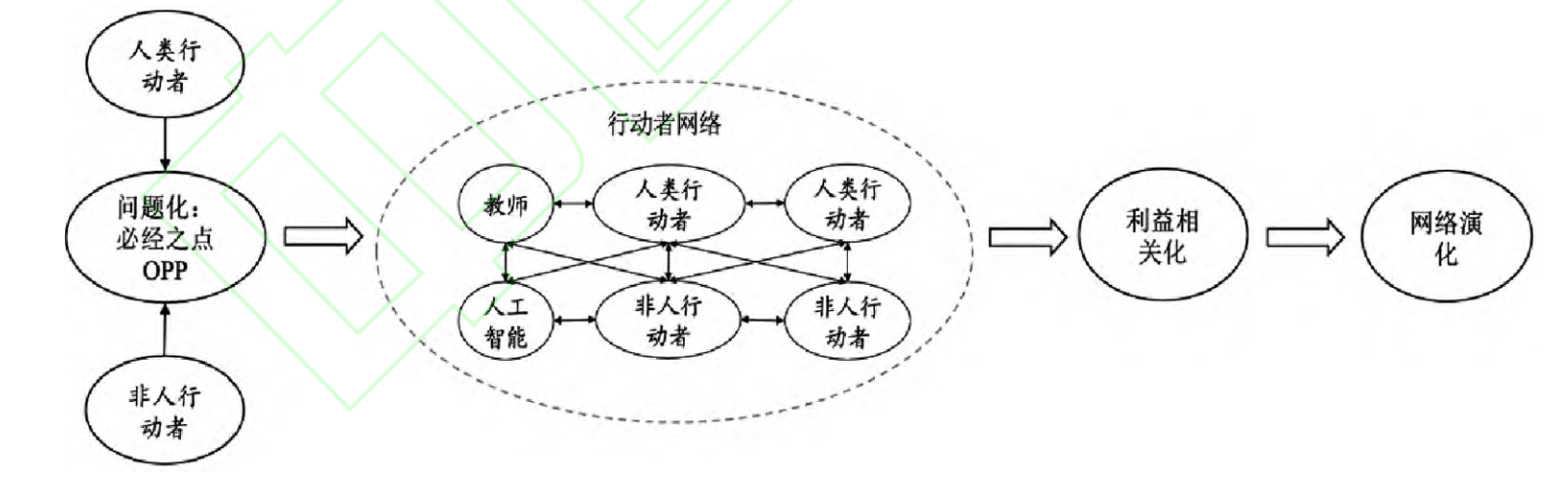 人类行
动者
问题化：
必经之点
OPP
非人行
动者
行动者网络
教师
人类行
动者
人类行
动者
人工
智能
非人行
动者
非人行
动者
利益相
关化
网络演
化